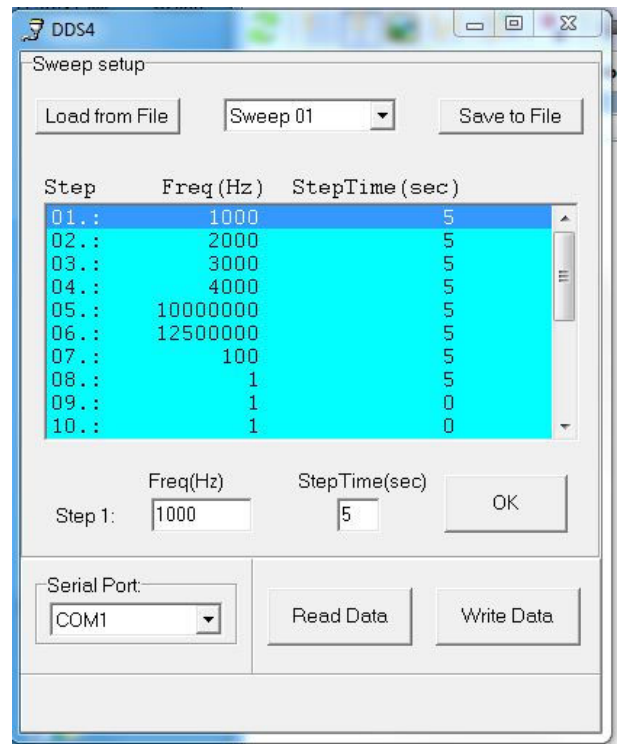 DDS4
Sweep setup
Load from File Sweep 01 Save to File
Step Freq(Hz) StepTime(sec)
01.: 1000 5
02.: 2000 5
03.: 3000 5
04.: 4000 5
05.: 10000000 5
06.: 12500000 5
07.: 100 5
08.: 1 5
09.: 1 0
10.: 1 0
Freq(Hz) StepTime(sec)
Step 1: 1000 5 OK
Serial Port:
COM1 Read Data Write Data